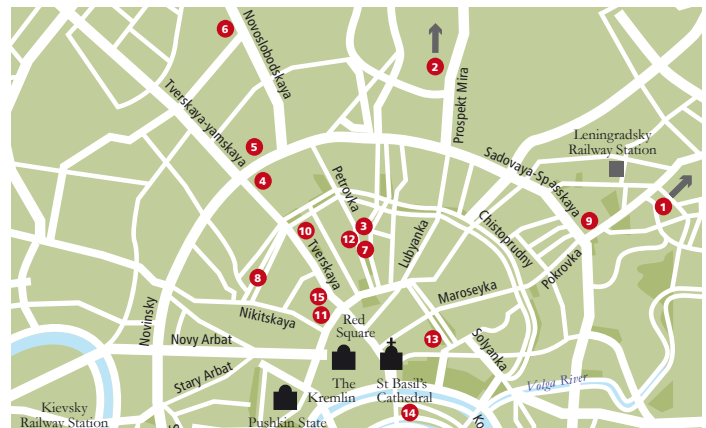 6
Novoslobodskaya
2
Prospekt Mira
Tverskaya-yamskaya
5
4
Leningradsky
Railway Station
Sadovaya-Spasskaya
1
9
Petrovka
3
12
7
10
Tverskaya
Lubyanka
Chistoprudny
Pokrovka
8
15
11
Nikitskaya
Maroseyka
Novinsky
Novy Arbat
Stary Arbat
Red
Square
13
Solyanka
The
Kremlin
St Basil's
Cathedral
Volga River
Kievsky
Railway Station
Pushkin State
14